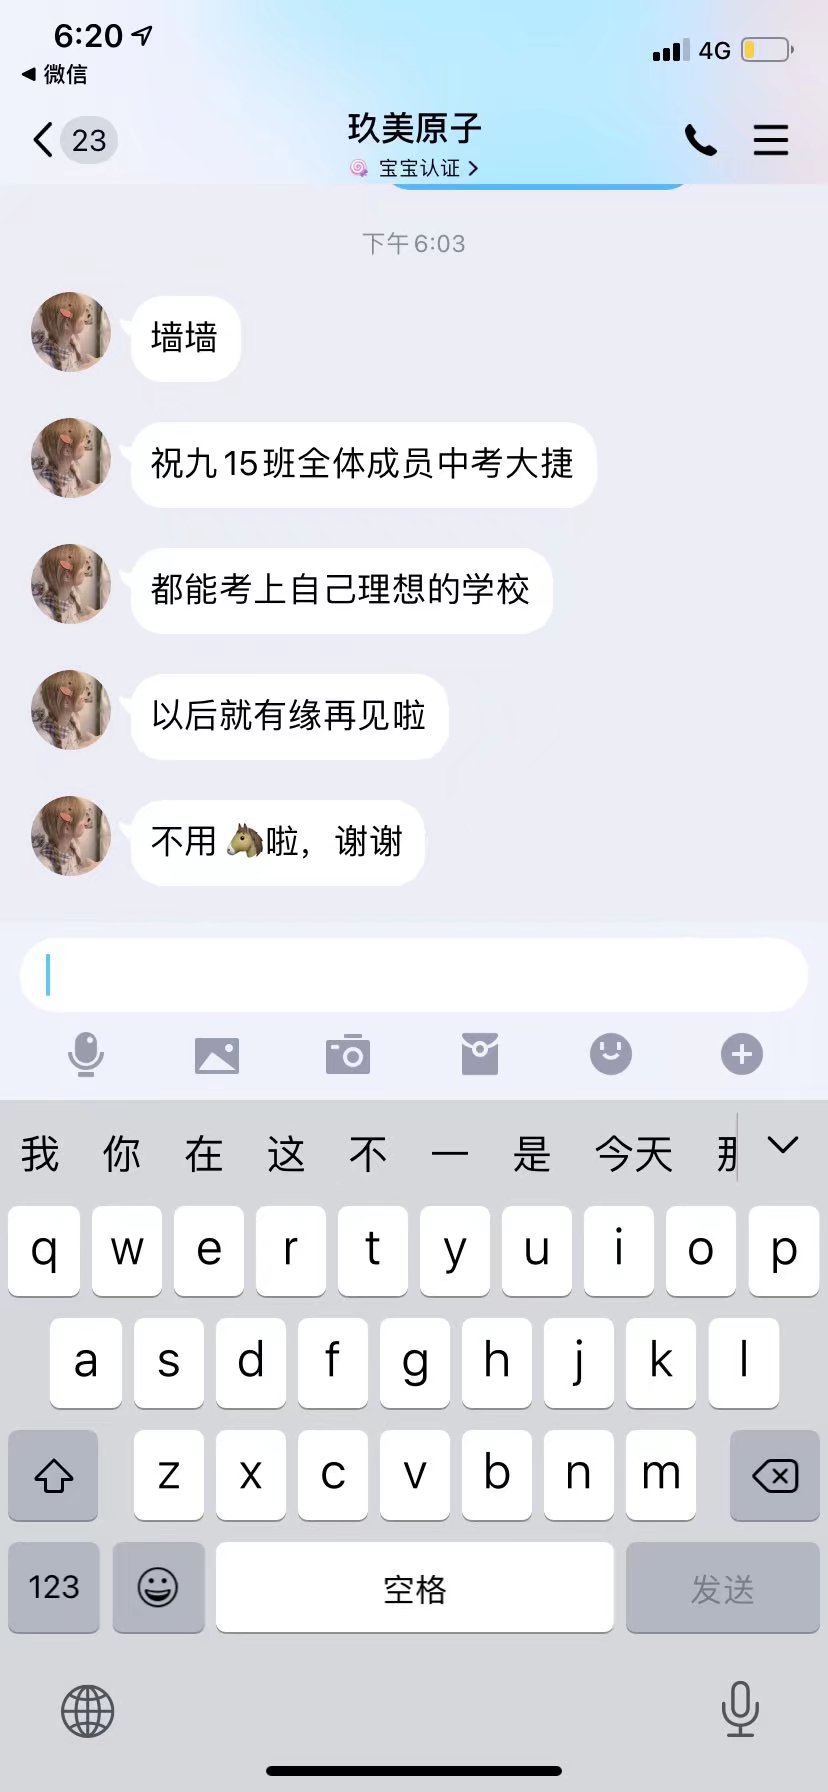 6:20 4G
微信
23 玖美原子
宝宝认证
下午6:03
墙墙
祝九15班全体成员中考大捷
都能考上自己理想的学校
以后就有缘再见啦
不用🐴啦，谢谢
我 你 在 这 不 一 是 今天
q w e r t y u i o p
a s d f g h j k l
z x c v b n m
123 空格 发送